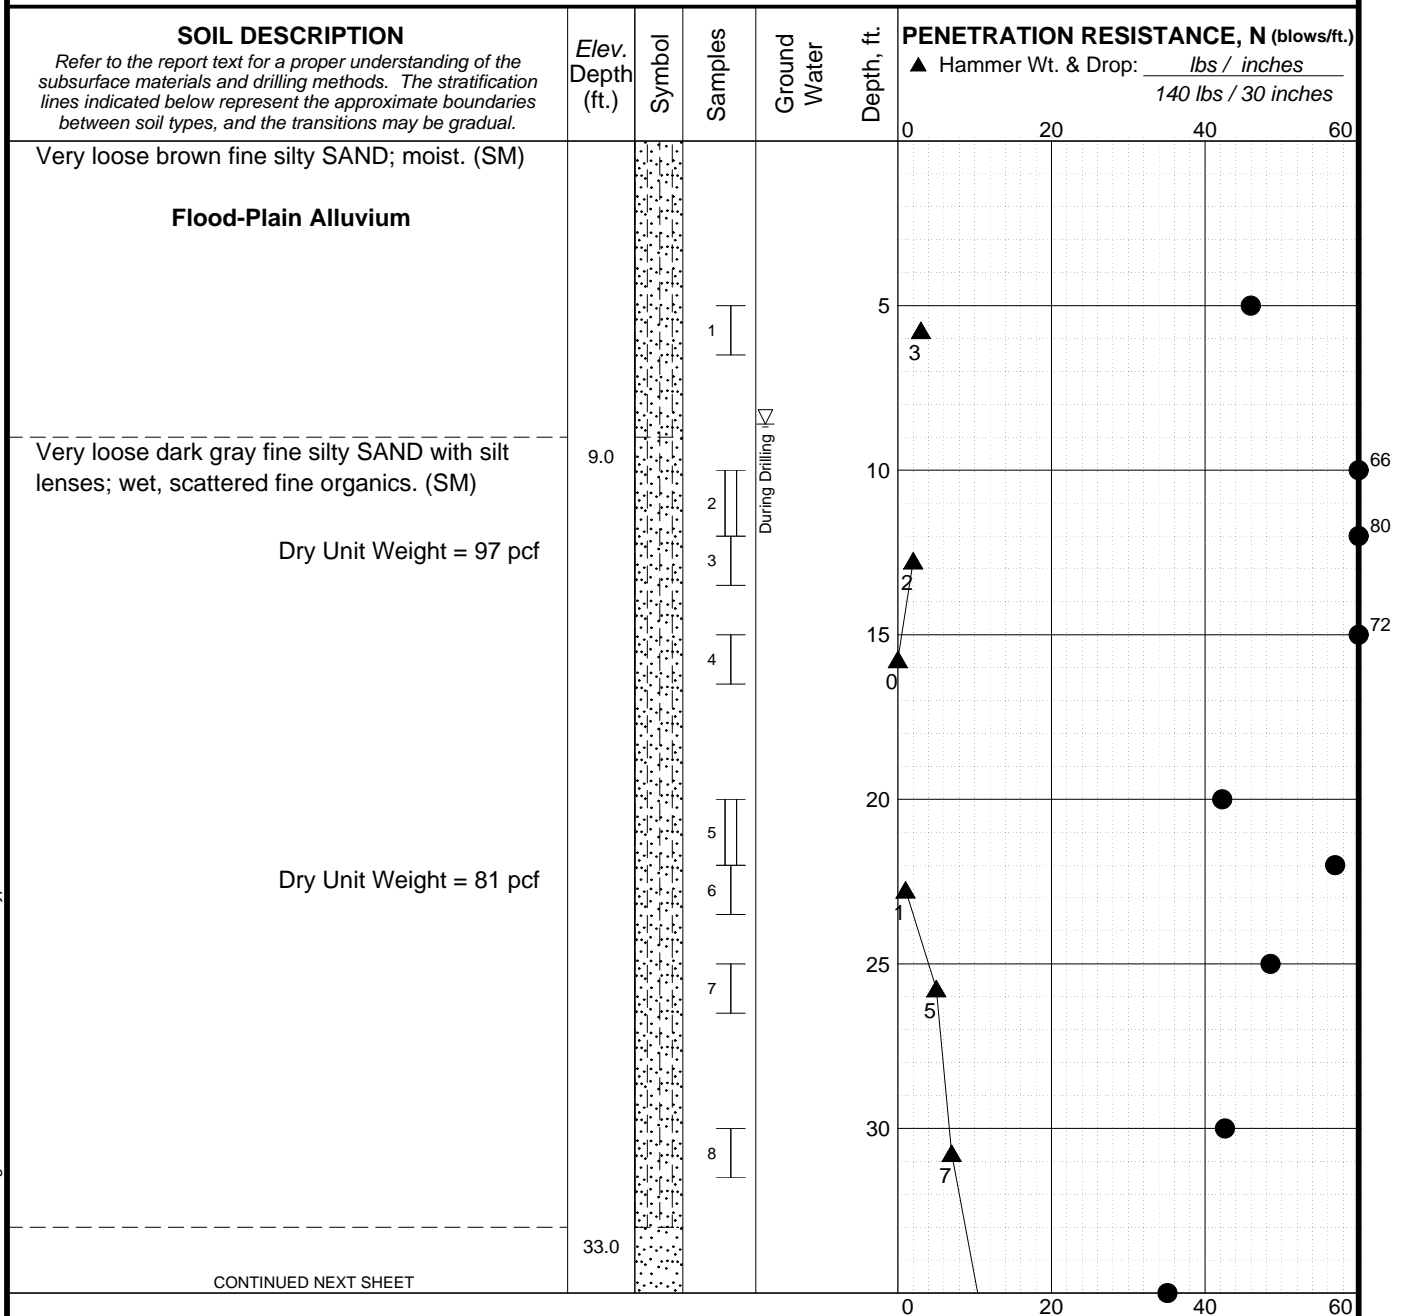 SOIL DESCRIPTION
Refer to the report text for a proper understanding of the
subsurface materials and drilling methods. The stratification
lines indicated below represent the approximate boundaries
between soil types, and the transitions may be gradual.
Elev.
Depth
(ft.)
Symbol
Samples
Ground
Water
Depth, ft.
PENETRATION RESISTANCE, N (blows/ft.)
▲ Hammer Wt. & Drop: lbs / inches
140 lbs / 30 inches
0 20 40 60
Very loose brown fine silty SAND; moist. (SM)
Flood-Plain Alluvium
5
1
3
During Drilling
Very loose dark gray fine silty SAND with silt
lenses; wet, scattered fine organics. (SM)
9.0
10
66
2
80
Dry Unit Weight = 97 pcf
3
2
15
72
4
0
20
5
Dry Unit Weight = 81 pcf
6
1
25
7
5
30
8
7
33.0
CONTINUED NEXT SHEET
0 20 40 60